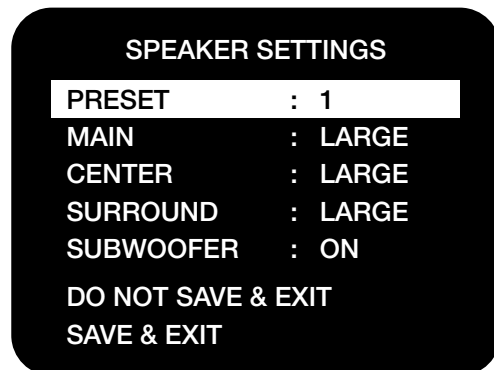 SPEAKER SETTINGS
PRESET : 1
MAIN : LARGE
CENTER : LARGE
SURROUND : LARGE
SUBWOOFER : ON
DO NOT SAVE & EXIT
SAVE & EXIT